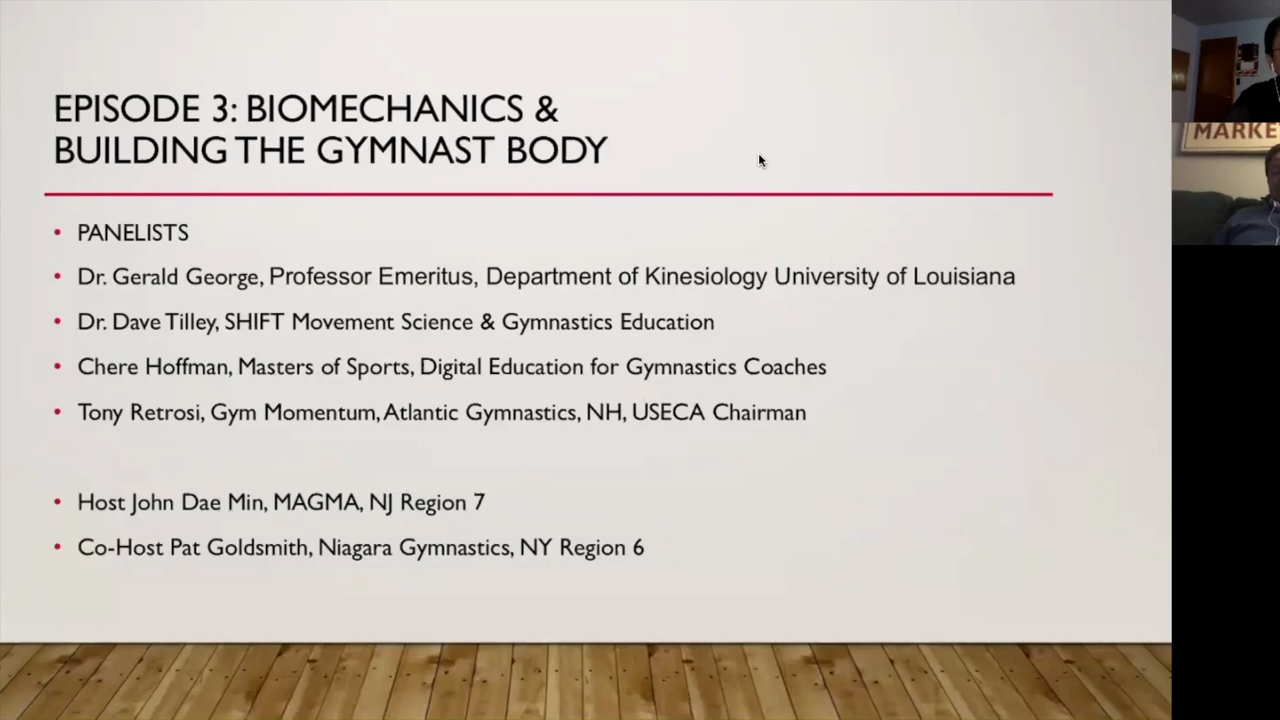 EPISODE 3: BIOMECHANICS &
BUILDING THE GYMNAST BODY
• PANELISTS
• Dr. Gerald George, Professor Emeritus, Department of Kinesiology University of Louisiana
• Dr. Dave Tilley, SHIFT Movement Science & Gymnastics Education
• Chere Hoffman, Masters of Sports, Digital Education for Gymnastics Coaches
• Tony Retrosi, Gym Momentum, Atlantic Gymnastics, NH, USECA Chairman
• Host John Dae Min, MAGMA, NJ Region 7
• Co-Host Pat Goldsmith, Niagara Gymnastics, NY Region 6
MARKE